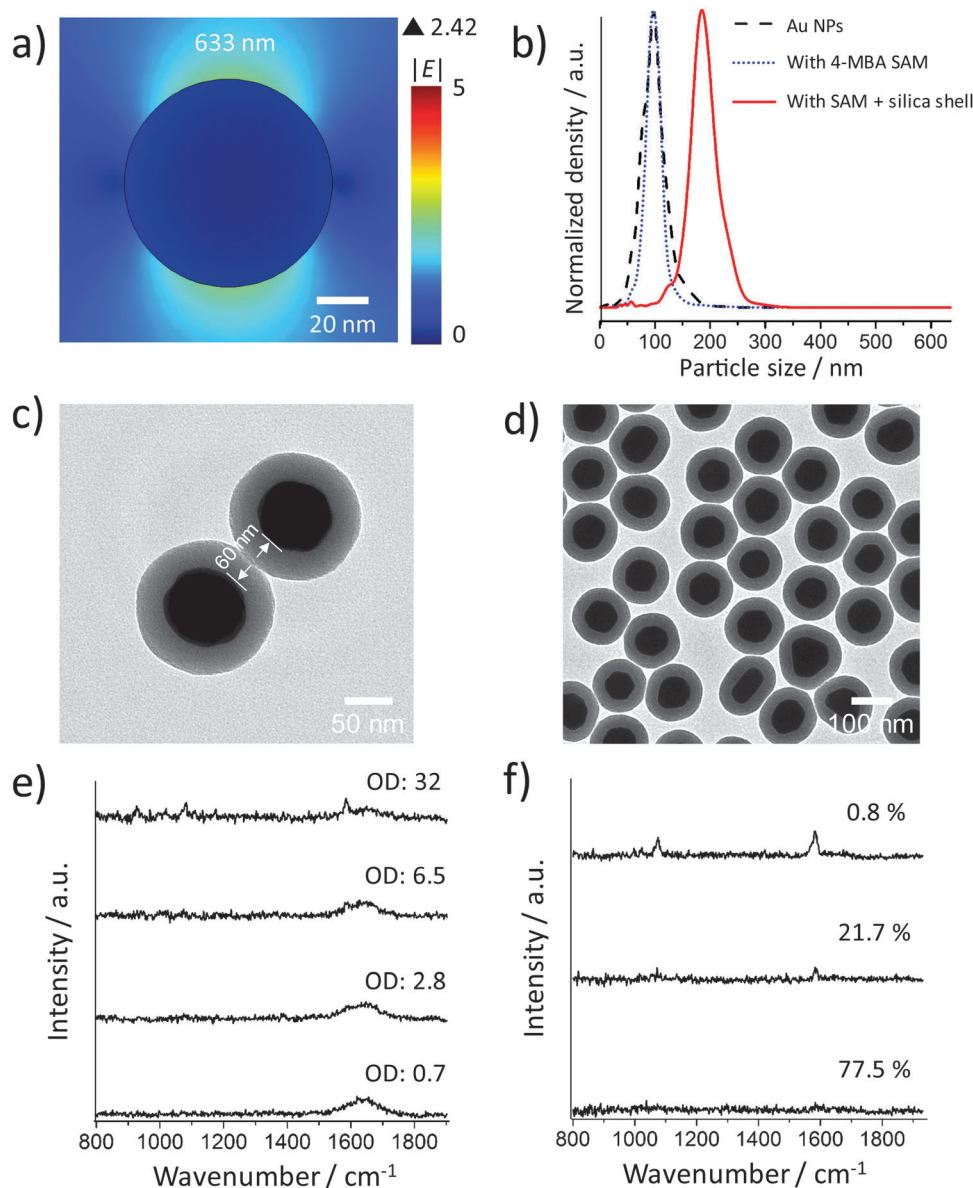 a)
633 nm
▲ 2.42
|E|
5
0
20 nm
b)
Normalized density / a.u.
Au NPs
With 4-MBA SAM
With SAM + silica shell
0 100 200 300 400 500 600
Particle size / nm
c)
60 nm
50 nm
d)
100 nm
e)
Intensity / a.u.
OD: 32
OD: 6.5
OD: 2.8
OD: 0.7
800 1000 1200 1400 1600 1800
Wavenumber / cm⁻¹
f)
Intensity / a.u.
0.8 %
21.7 %
77.5 %
800 1000 1200 1400 1600 1800
Wavenumber / cm⁻¹